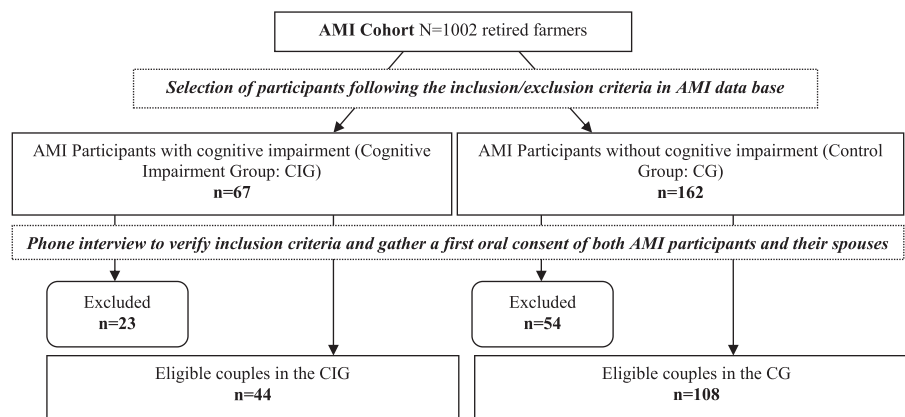 AMI Cohort N=1002 retired farmers
Selection of participants following the inclusion/exclusion criteria in AMI data base
AMI Participants with cognitive impairment (Cognitive
Impairment Group: CIG)
n=67
AMI Participants without cognitive impairment (Control
Group: CG)
n=162
Phone interview to verify inclusion criteria and gather a first oral consent of both AMI participants and their spouses
Excluded
n=23
Excluded
n=54
Eligible couples in the CIG
n=44
Eligible couples in the CG
n=108